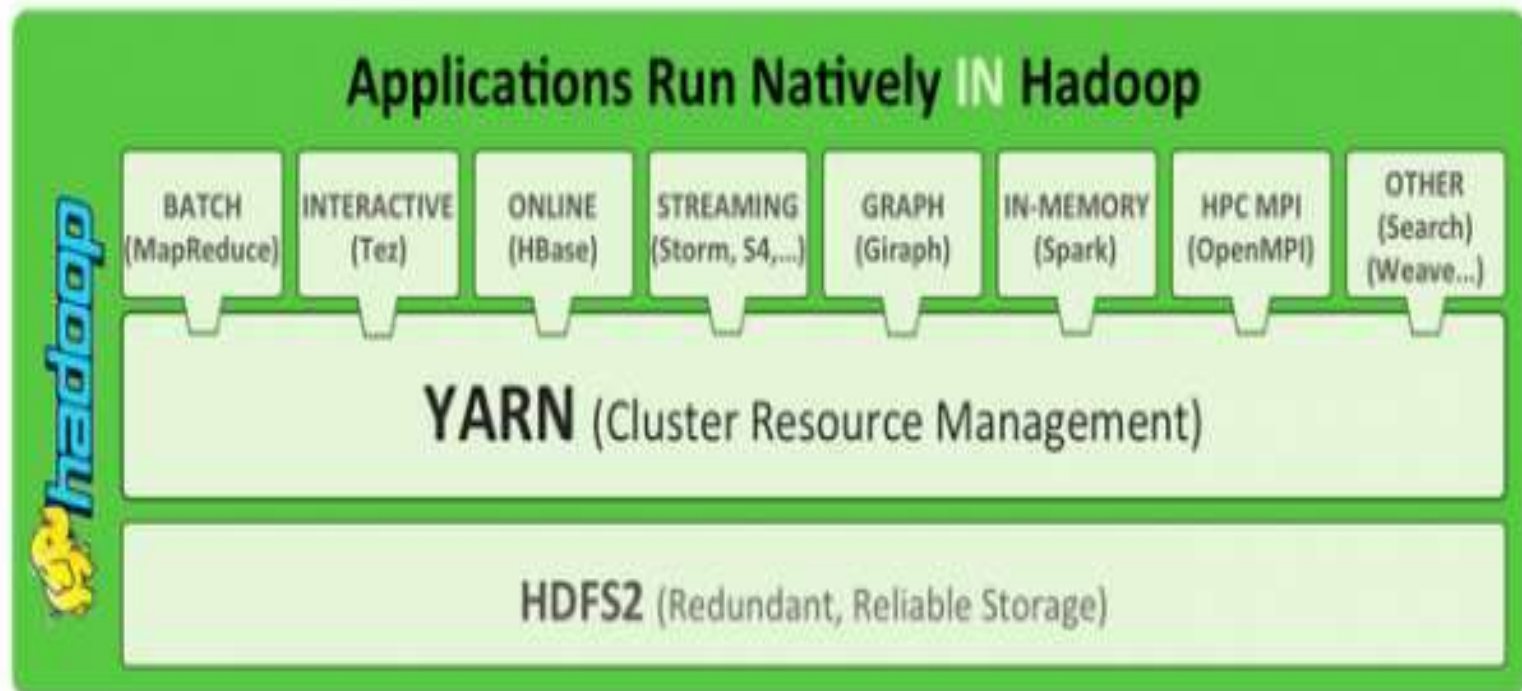 Applications Run Natively IN Hadoop
hadoop
BATCH
(MapReduce)
INTERACTIVE
(Tez)
ONLINE
(HBase)
STREAMING
(Storm, S4,...)
GRAPH
(Giraph)
IN-MEMORY
(Spark)
HPC MPI
(OpenMPI)
OTHER
(Search)
(Weave...)
YARN (Cluster Resource Management)
HDFS2 (Redundant, Reliable Storage)